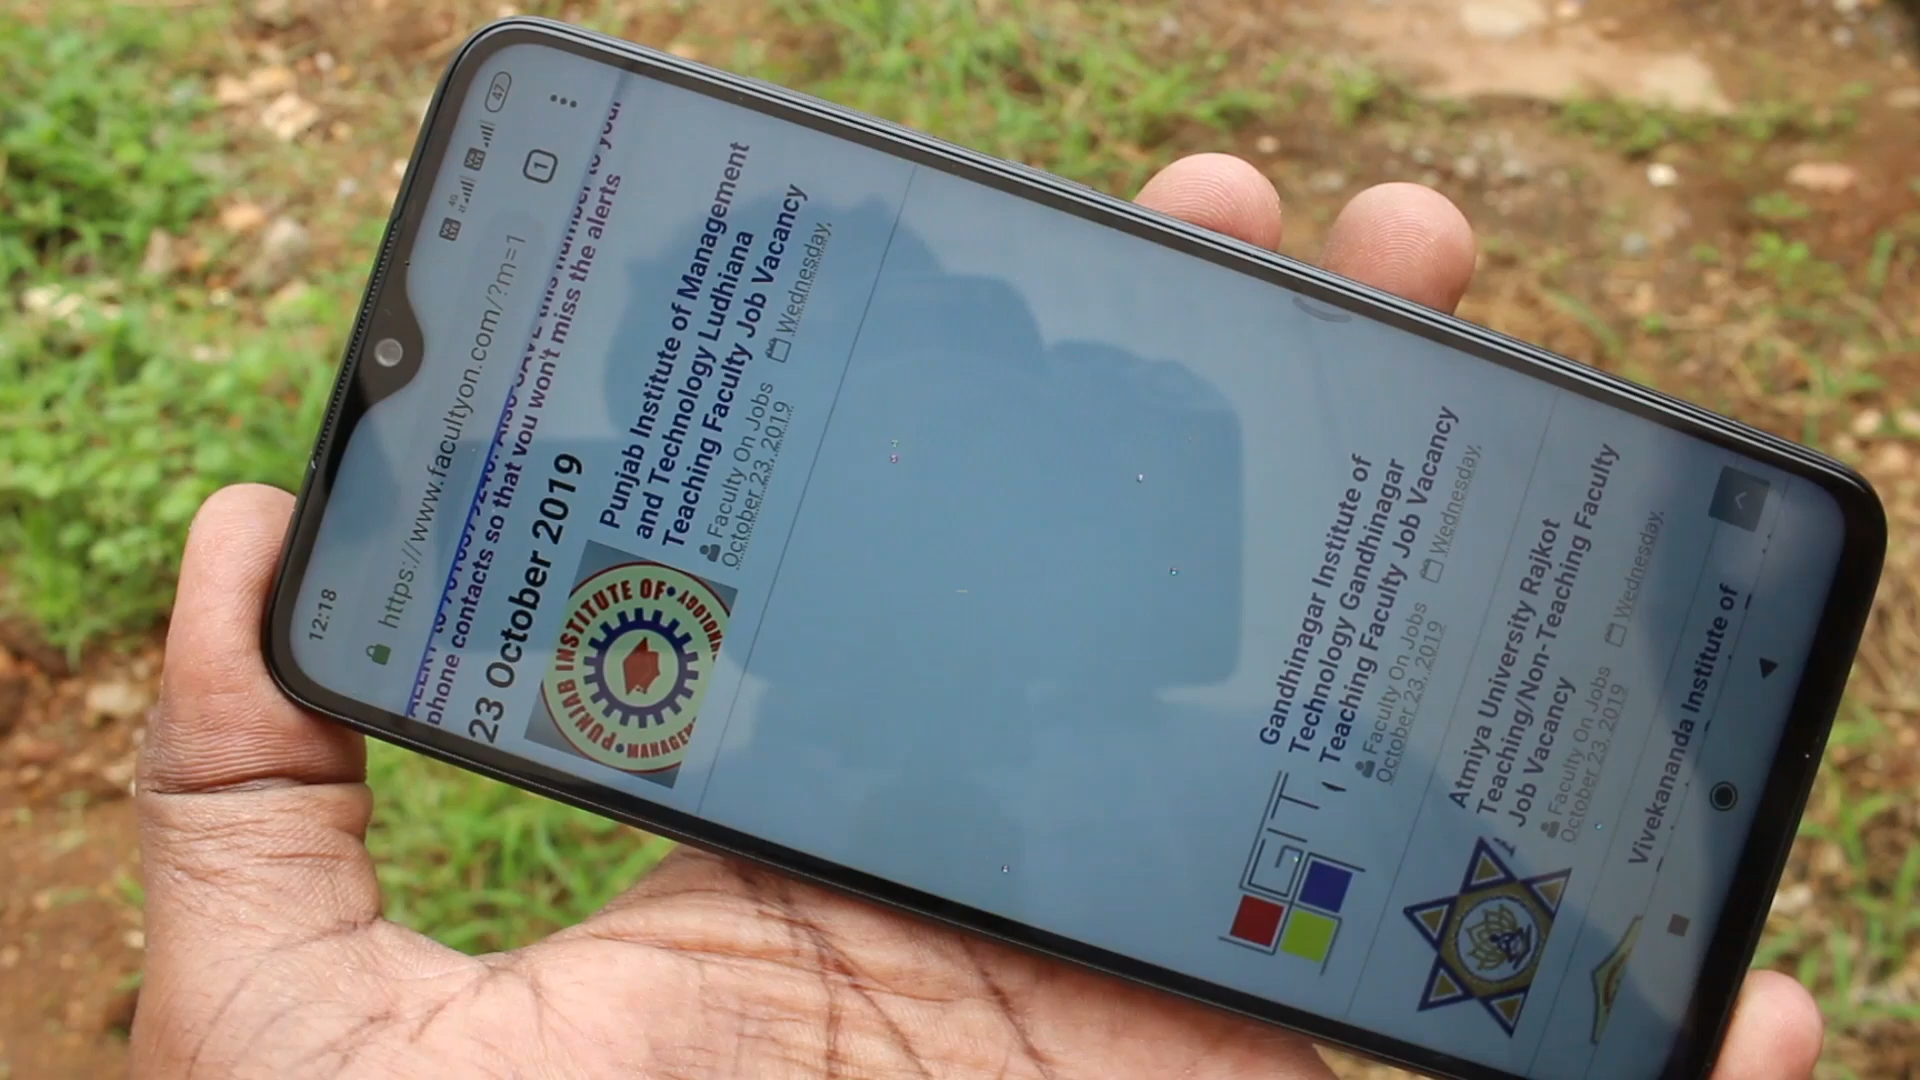 12:18
4G
47
https://www.facultyon.com/?m=1
1
phone contacts so that you won't miss the alerts
23 October 2019
PUNJAB INSTITUTE OF
MANAGEM
Punjab Institute of Management
and Technology Ludhiana
Teaching Faculty Job Vacancy
Faculty On Jobs
Wednesday,
October 23, 2019
GIT
Gandhinagar Institute of
Technology Gandhinagar
Teaching Faculty Job Vacancy
Faculty On Jobs
Wednesday,
October 23, 2019
Atmiya University Rajkot
Teaching/Non-Teaching Faculty
Job Vacancy
Faculty On Jobs
Wednesday,
October 23, 2019
Vivekananda Institute of